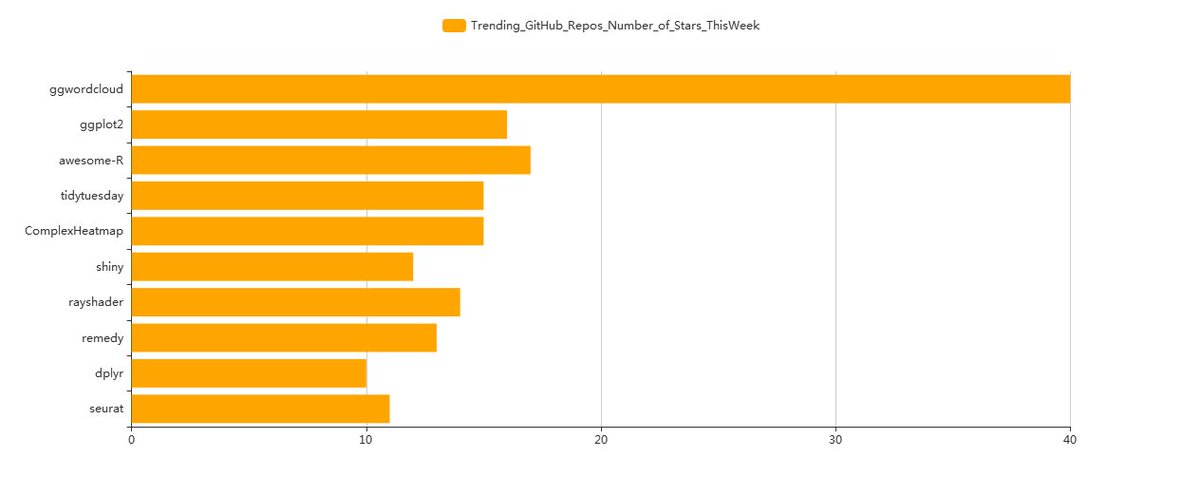 Trending_GitHub_Repos_Number_of_Stars_ThisWeek
ggwordcloud
ggplot2
awesome-R
tidytuesday
ComplexHeatmap
shiny
rayshader
remedy
dplyr
seurat
0 10 20 30 40